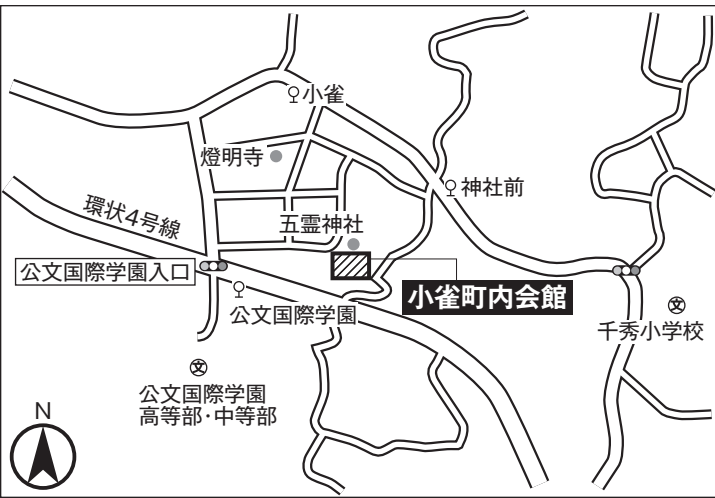 小雀
燈明寺
神社前
環状4号線
五霊神社
公文国際学園入口
小雀町内会館
公文国際学園
文
千秀小学校
文
公文国際学園
高等部・中等部
N